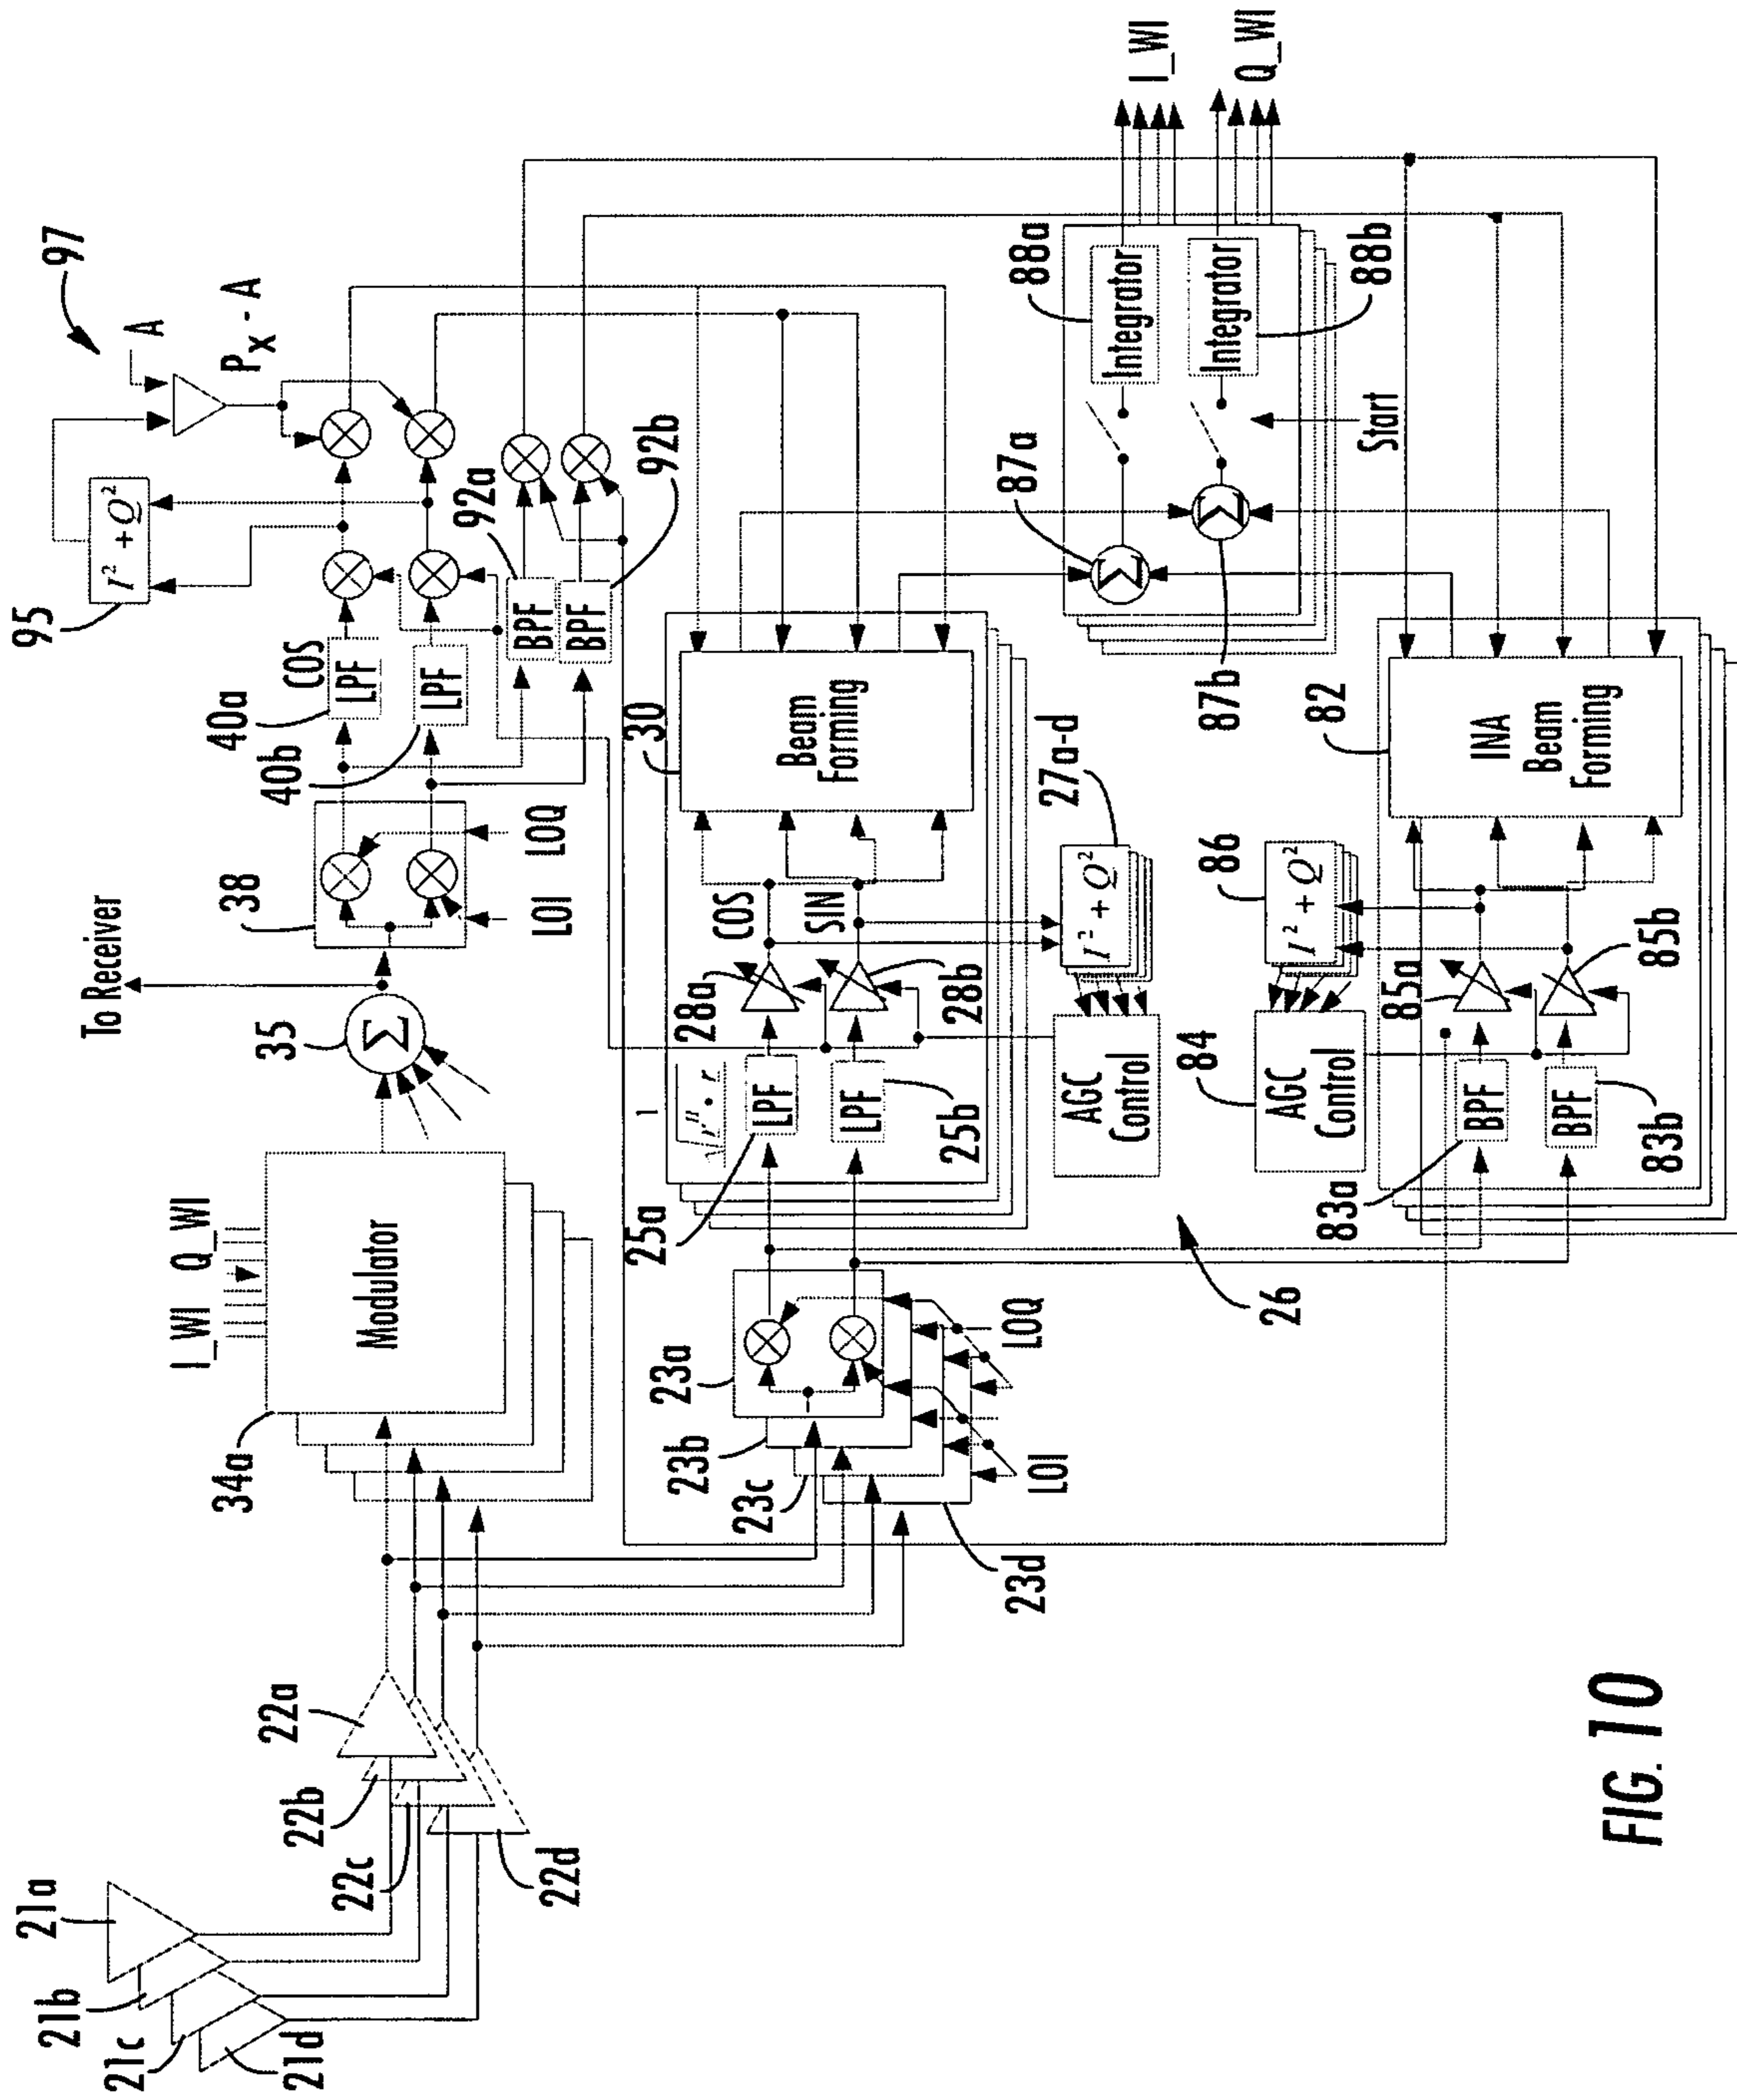 21a
21b
21c
21d
22a
22b
22c
22d
I_WI Q_WI
Modulator
34a
To Receiver
35
Σ
38
LOI
LOQ
40a
40b
COS
LPF
LPF
95
I² + Q²
97
A
P_X - A
92a
92b
BPF
BPF
23a
23b
23c
23d
LOI
LOQ
25a
25b
LPF
LPF
1
28a
28b
COS
SIN
30
Beam
Forming
27a-d
I² + Q²
AGC
Control
26
84
AGC
Control
86
I² + Q²
83a
83b
BPF
BPF
85a
85b
82
INA
Beam
Forming
87a
87b
Σ
Σ
Start
88a
88b
Integrator
Integrator
I_WI
Q_WI
FIG. 10